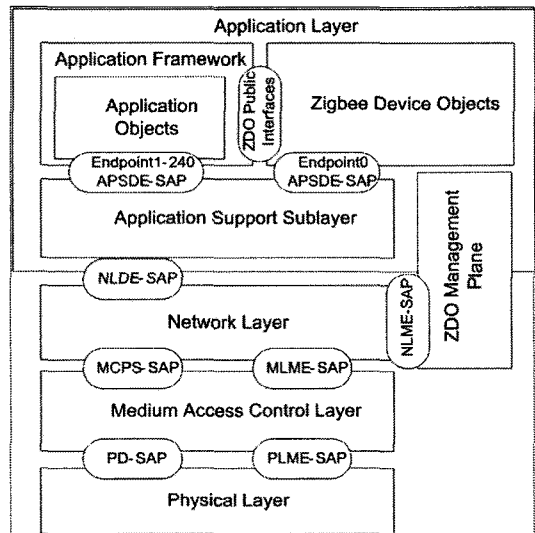 Application Layer
Application Framework
Application
Objects
ZDO Public
Interfaces
Zigbee Device Objects
Endpoint1-240
APSDE-SAP
Endpoint0
APSDE-SAP
Application Support Sublayer
ZDO Management
Plane
NLDE-SAP
NLME-SAP
Network Layer
MCPS-SAP
MLME-SAP
Medium Access Control Layer
PD-SAP
PLME-SAP
Physical Layer